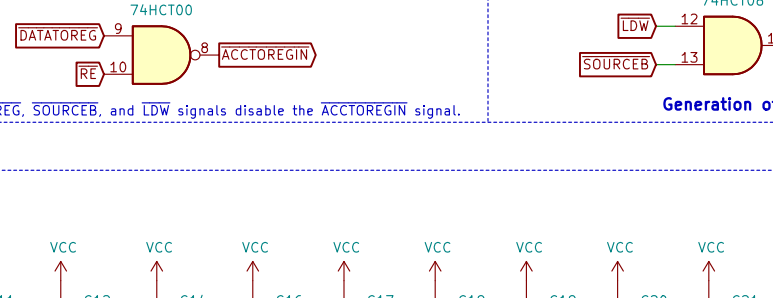 74HCT00
DATATOREG
9
8
ACCTOREGIN
RE
10
LDW
12
SOURCEB
13
REG, SOURCEB, and LDW signals disable the ACCTOREGIN signal.
Generation of
VCC VCC VCC VCC VCC VCC VCC VCC